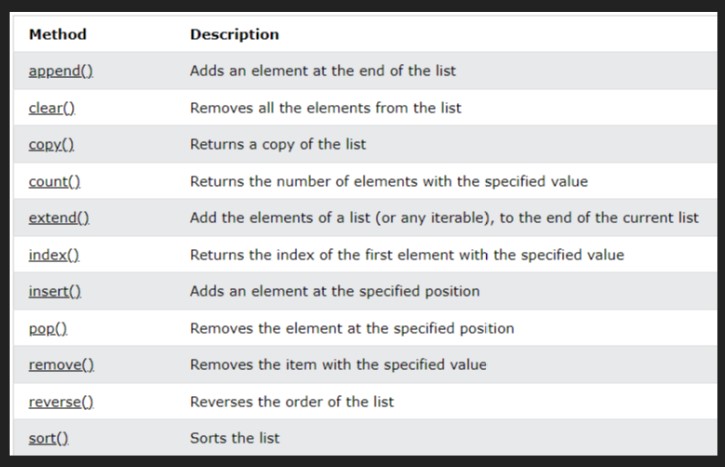 Method Description
append() Adds an element at the end of the list
clear() Removes all the elements from the list
copy() Returns a copy of the list
count() Returns the number of elements with the specified value
extend() Add the elements of a list (or any iterable), to the end of the current list
index() Returns the index of the first element with the specified value
insert() Adds an element at the specified position
pop() Removes the element at the specified position
remove() Removes the item with the specified value
reverse() Reverses the order of the list
sort() Sorts the list